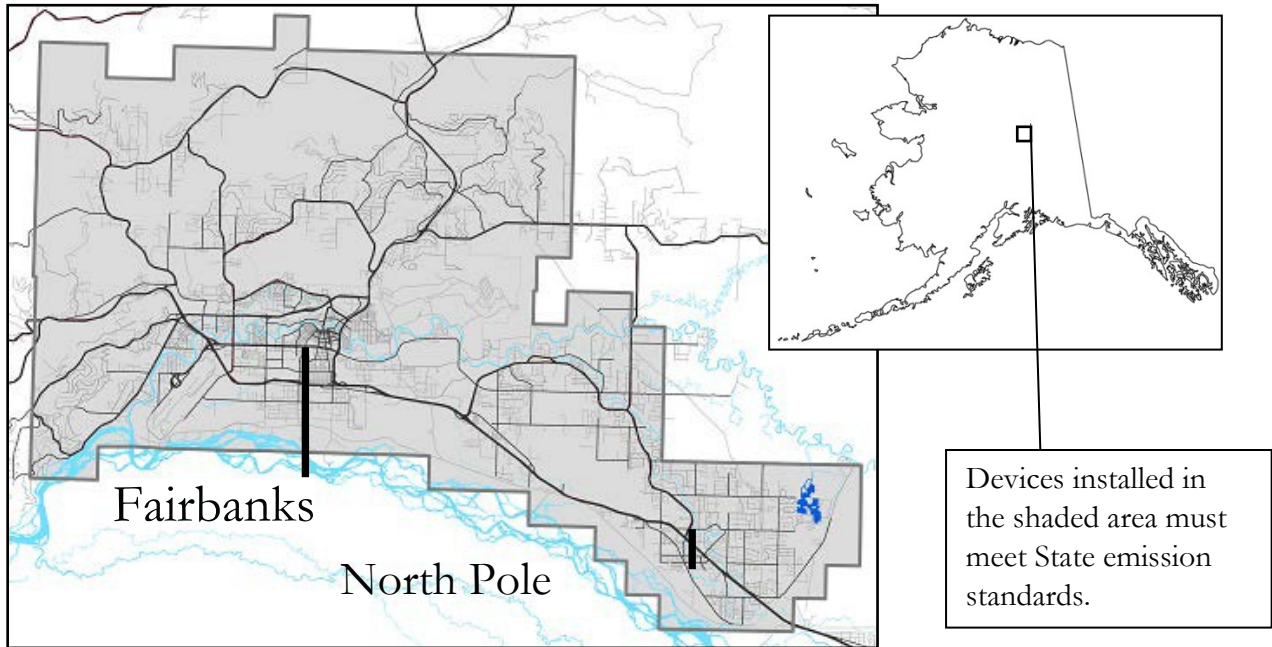 Fairbanks
North Pole
Devices installed in
the shaded area must
meet State emission
standards.